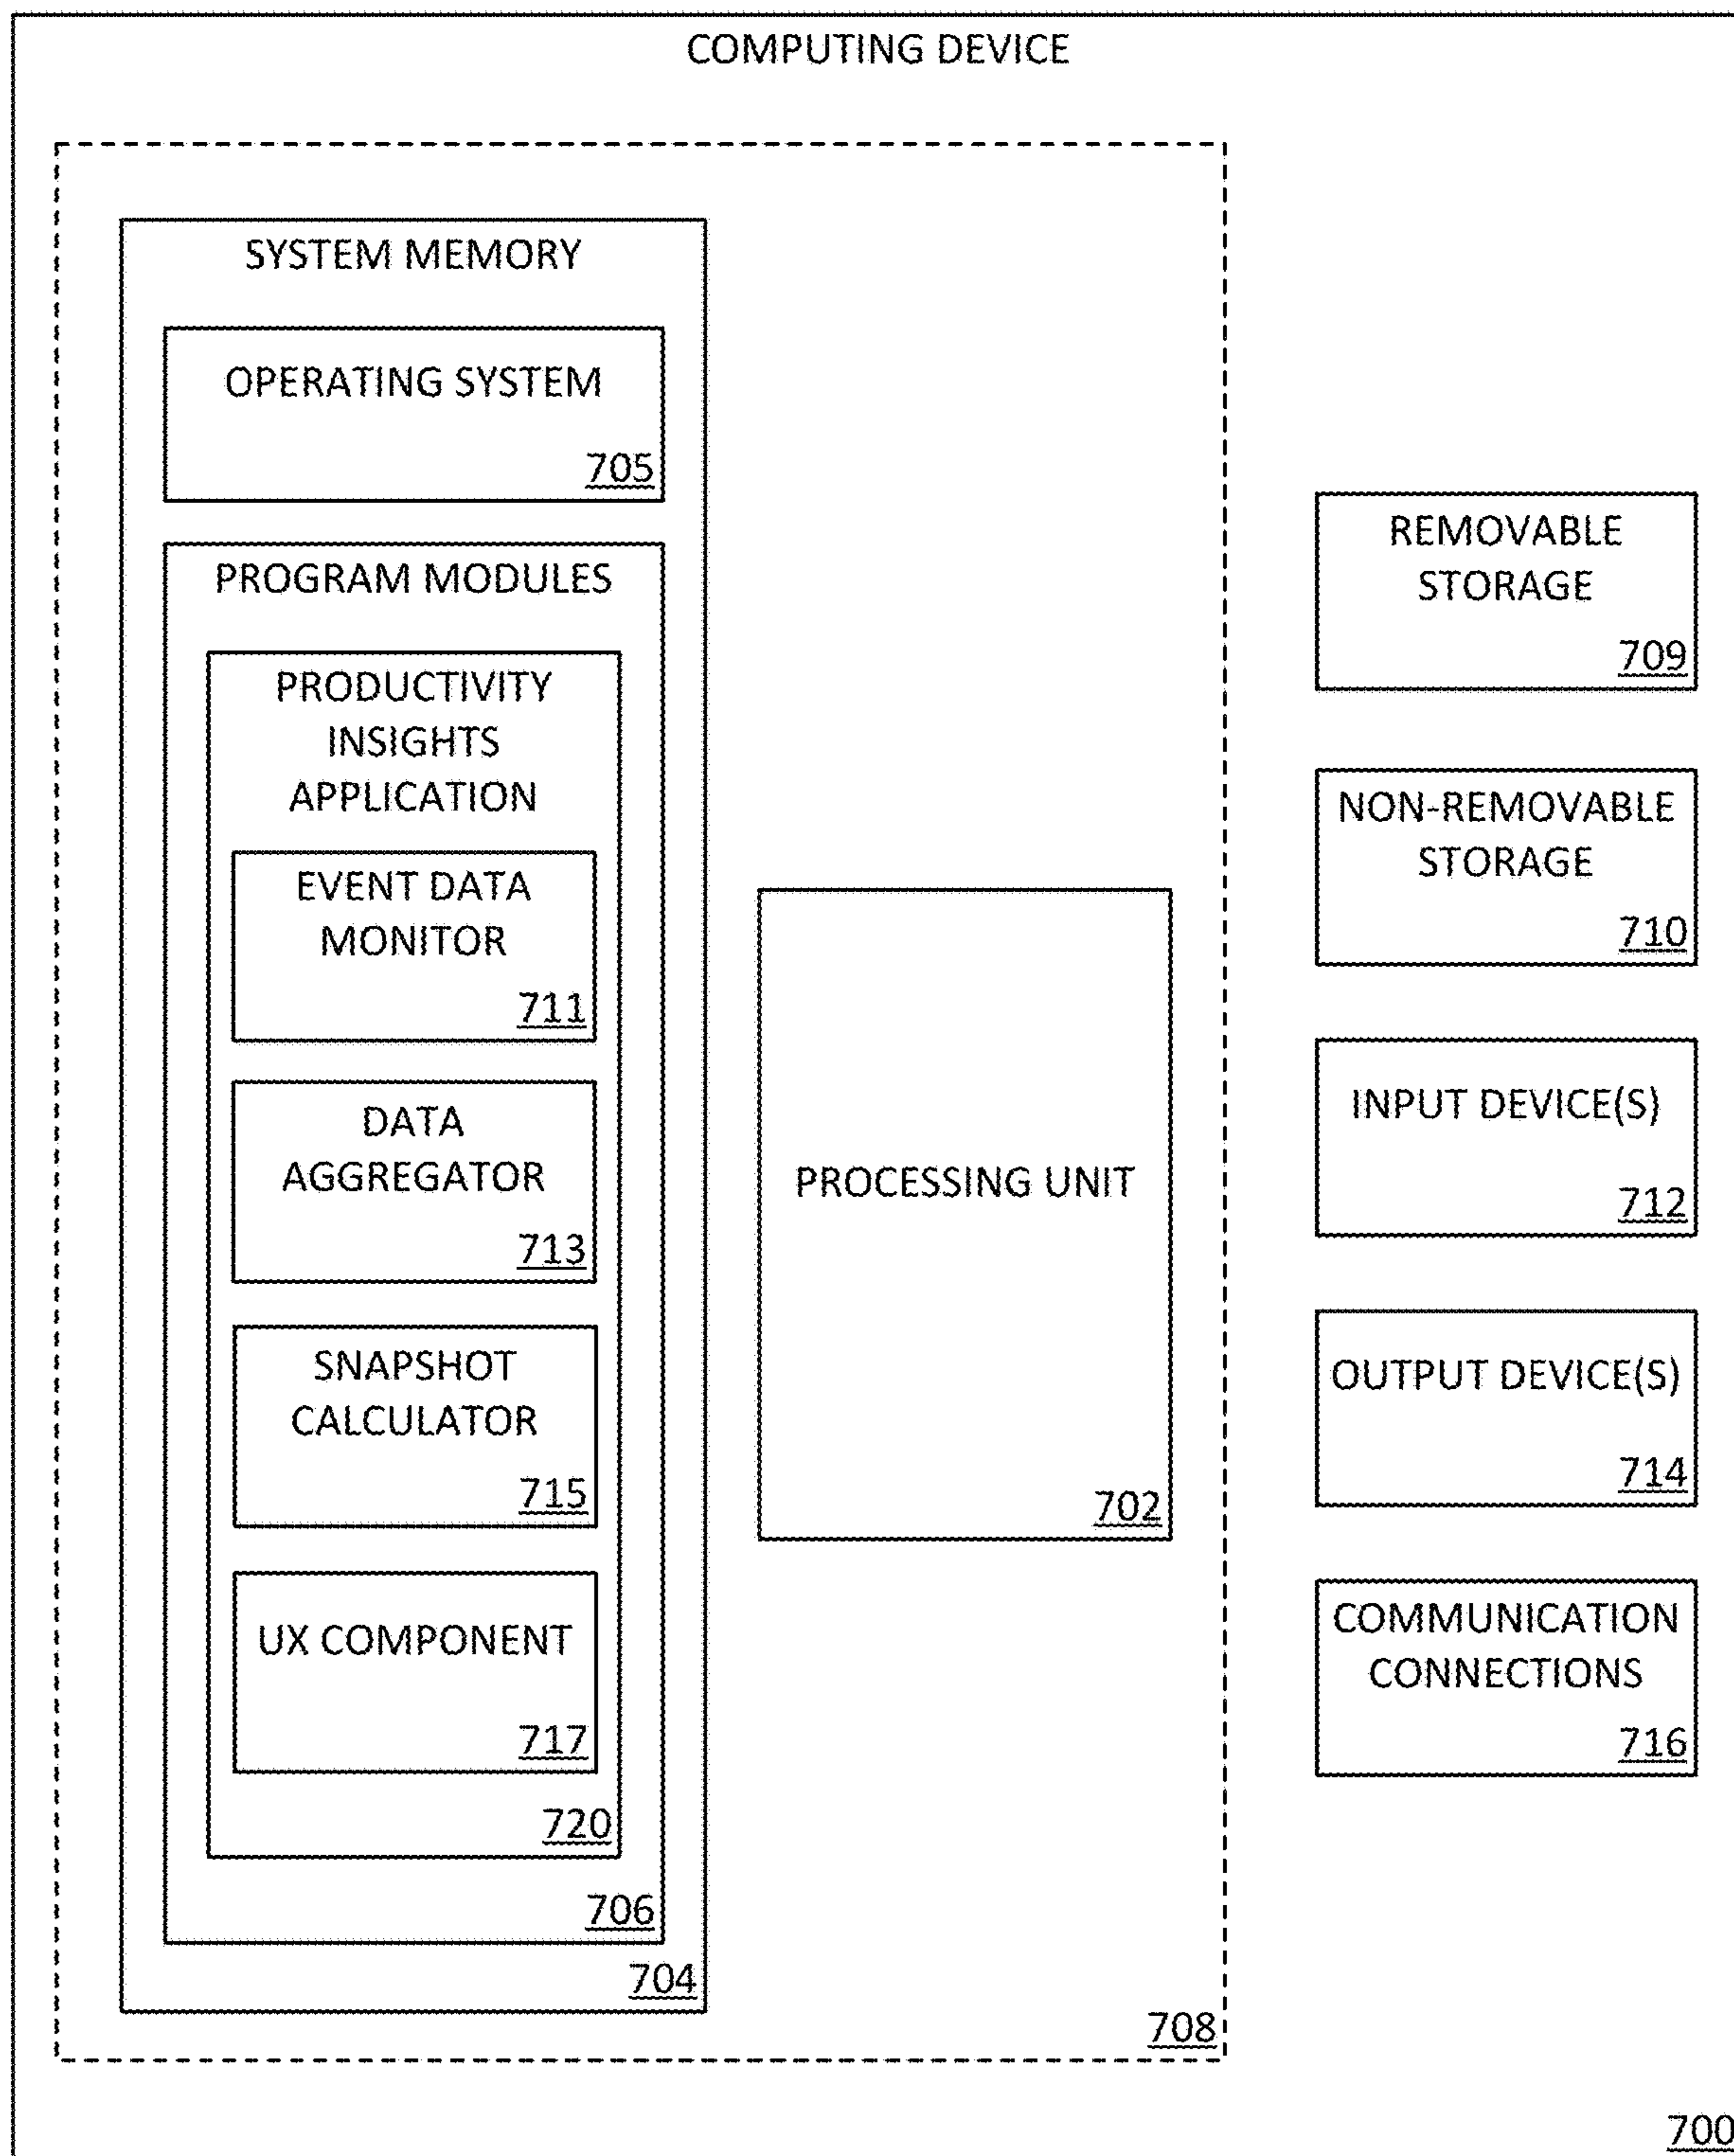 COMPUTING DEVICE
SYSTEM MEMORY
OPERATING SYSTEM
705
PROGRAM MODULES
PRODUCTIVITY
INSIGHTS
APPLICATION
EVENT DATA
MONITOR
711
DATA
AGGREGATOR
713
SNAPSHOT
CALCULATOR
715
UX COMPONENT
717
720
706
704
PROCESSING UNIT
702
708
REMOVABLE
STORAGE
709
NON-REMOVABLE
STORAGE
710
INPUT DEVICE(S)
712
OUTPUT DEVICE(S)
714
COMMUNICATION
CONNECTIONS
716
700